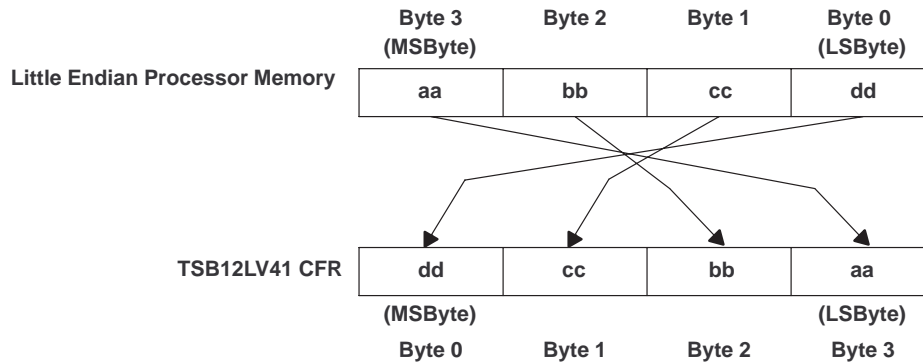 Byte 3 Byte 2 Byte 1 Byte 0
(MSByte) (LSByte)
Little Endian Processor Memory
aa bb cc dd
TSB12LV41 CFR
dd cc bb aa
(MSByte) (LSByte)
Byte 0 Byte 1 Byte 2 Byte 3